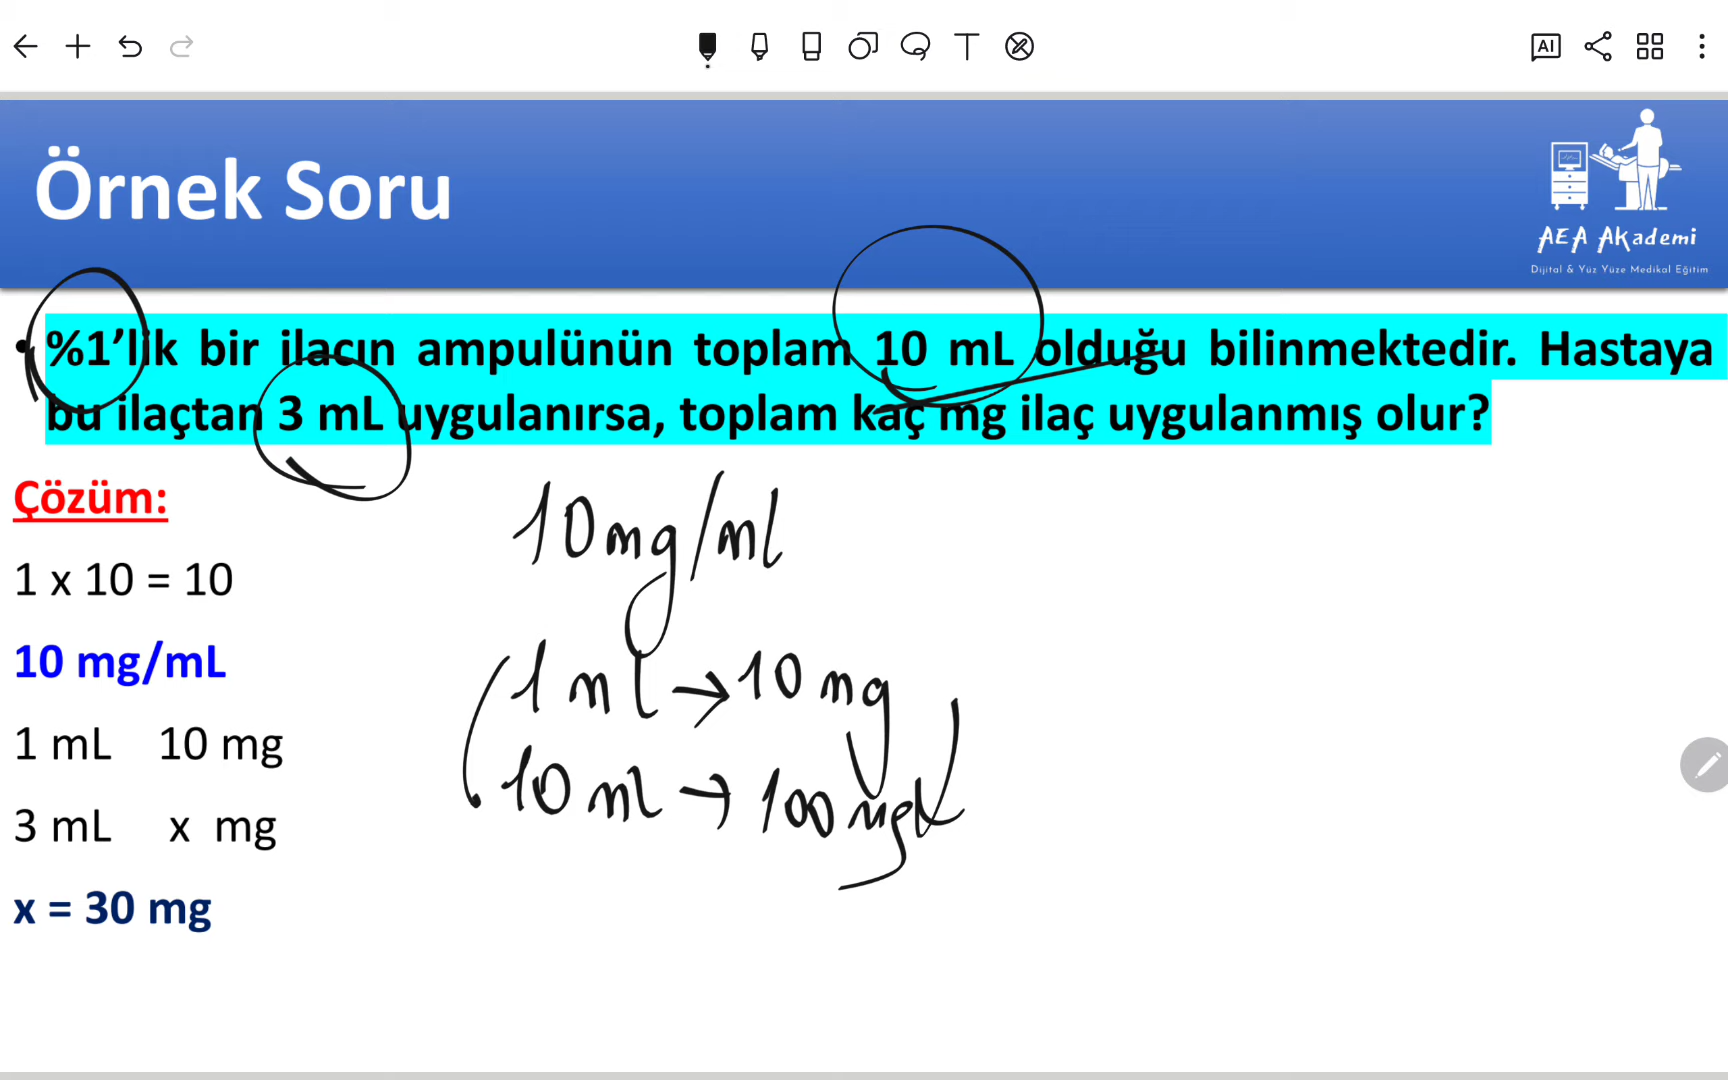 AI
Örnek Soru
AEA AKademi
Dijital & Yüz Yüze Medikal Eğitim
• %1’lik bir ilacın ampulünün toplam 10 mL olduğu bilinmektedir. Hastaya
bu ilaçtan 3 mL uygulanırsa, toplam kaç mg ilaç uygulanmış olur?
Çözüm:
1 x 10 = 10
10 mg/mL
1 mL 10 mg
3 mL x mg
x = 30 mg
10mg/ml
1 ml → 10 mg
10 ml → 100 mg